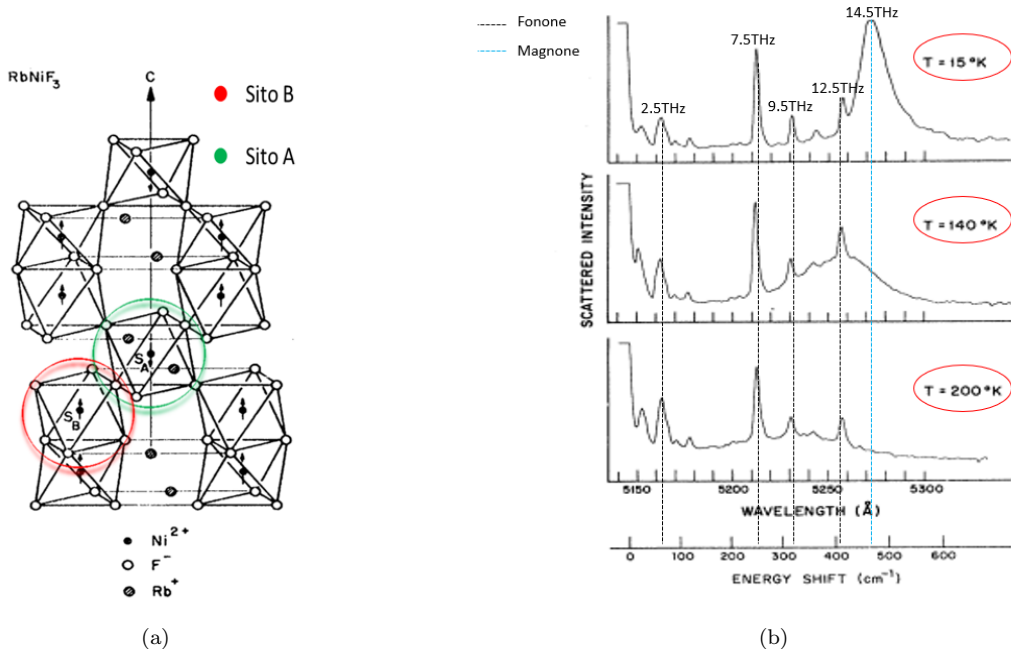 RbNiF₃
C
Sito B
Sito A
S_A
S_B
Ni²⁺
F⁻
Rb⁺
(a)
Fonone
Magnone
2.5THz
7.5THz
9.5THz
12.5THz
14.5THz
T = 15 °K
T = 140 °K
T = 200 °K
SCATTERED INTENSITY
5150 5200 5250 5300
WAVELENGTH (Å)
0 100 200 300 400 500 600
ENERGY SHIFT (cm⁻¹)
(b)